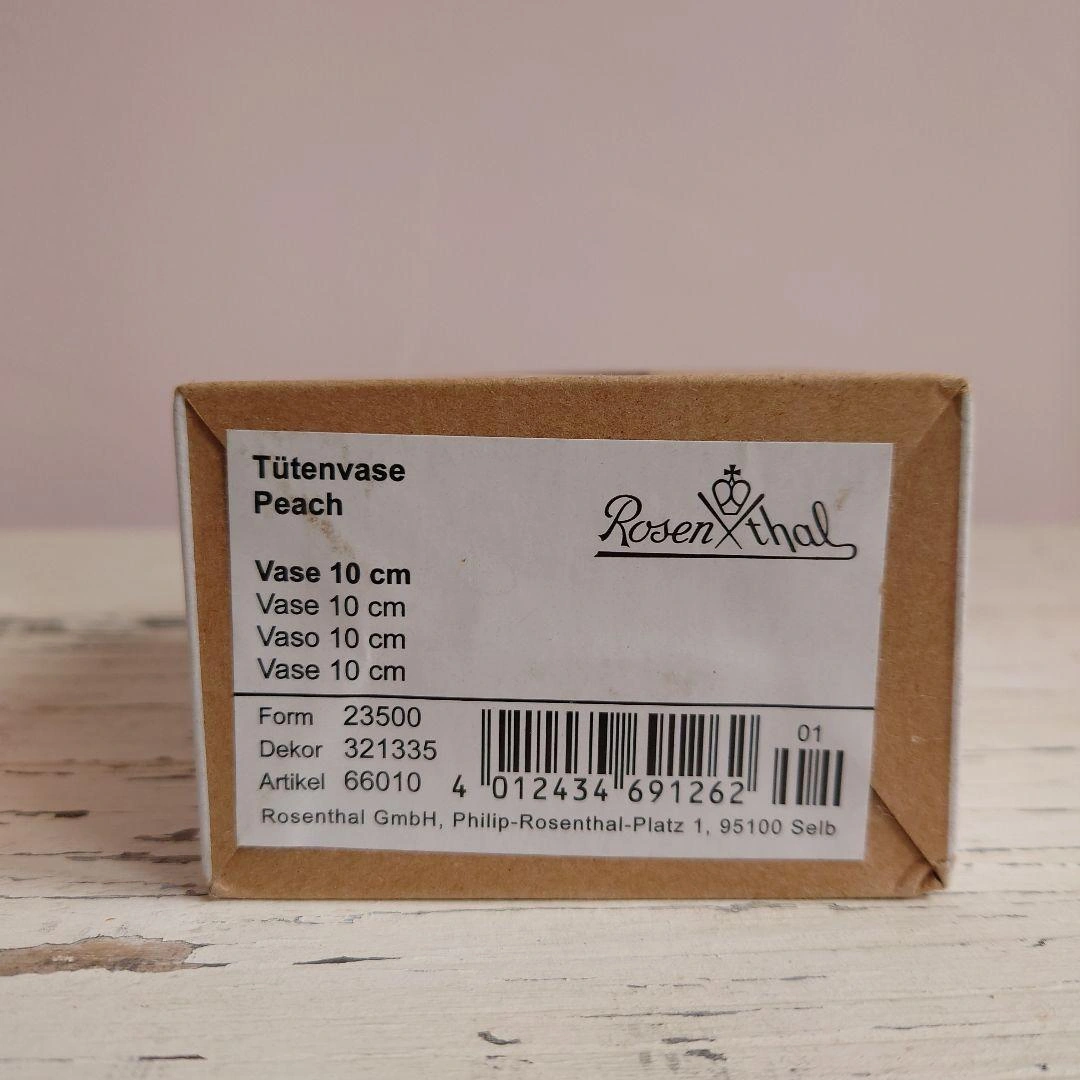 Tütenvase
Peach
Rosenthal
Vase 10 cm
Vase 10 cm
Vaso 10 cm
Vase 10 cm
Form 23500
Dekor 321335
Artikel 66010
4 012434 691262
01
Rosenthal GmbH, Philip-Rosenthal-Platz 1, 95100 Selb